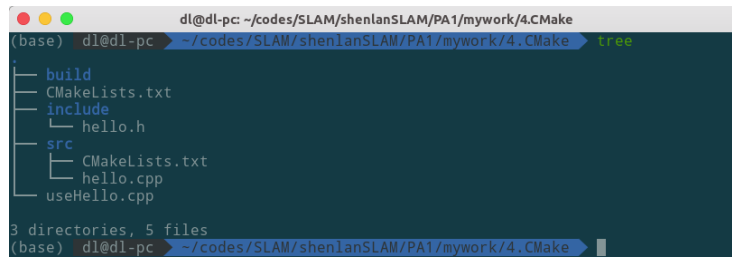 dl@dl-pc: ~/codes/SLAM/shenlanSLAM/PA1/mywork/4.CMake
(base) dl@dl-pc ~/codes/SLAM/shenlanSLAM/PA1/mywork/4.CMake tree
.
├── build
├── CMakeLists.txt
├── include
│   └── hello.h
├── src
│   ├── CMakeLists.txt
│   └── hello.cpp
└── useHello.cpp
3 directories, 5 files
(base) dl@dl-pc ~/codes/SLAM/shenlanSLAM/PA1/mywork/4.CMake